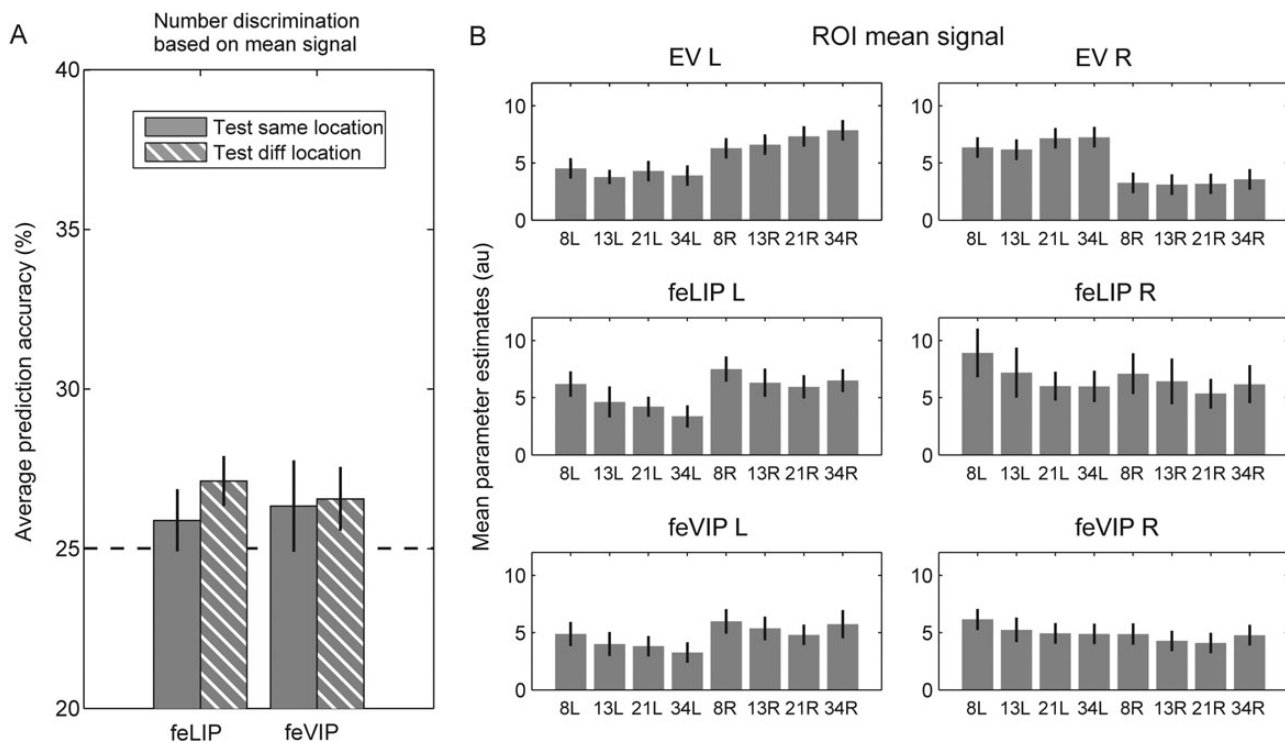 A
Number discrimination
based on mean signal
Average prediction accuracy (%)
40
35
30
25
20
Test same location
Test diff location
feLIP feVIP
B
ROI mean signal
Mean parameter estimates (au)
EV L
10
5
0
8L 13L 21L 34L 8R 13R 21R 34R
EV R
10
5
0
8L 13L 21L 34L 8R 13R 21R 34R
feLIP L
10
5
0
8L 13L 21L 34L 8R 13R 21R 34R
feLIP R
10
5
0
8L 13L 21L 34L 8R 13R 21R 34R
feVIP L
10
5
0
8L 13L 21L 34L 8R 13R 21R 34R
feVIP R
10
5
0
8L 13L 21L 34L 8R 13R 21R 34R